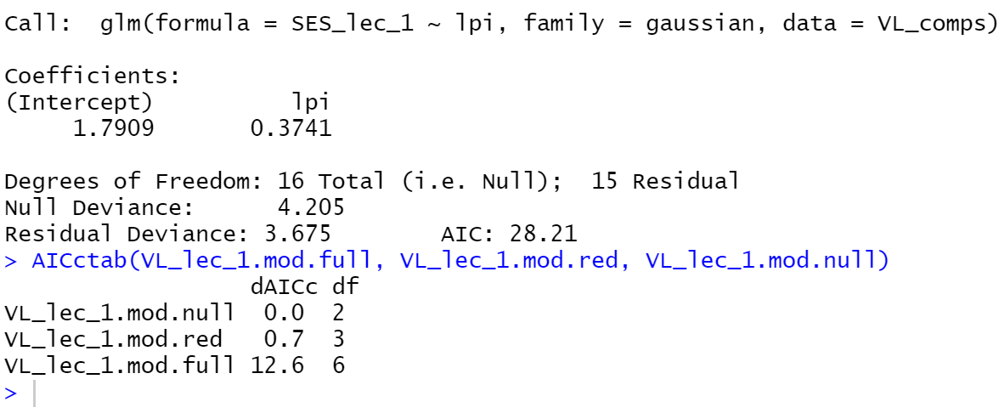 Call:  glm(formula = SES_lec_1 ~ lpi, family = gaussian, data = VL_comps)
Coefficients:
(Intercept)          lpi
     1.7909       0.3741
Degrees of Freedom: 16 Total (i.e. Null);  15 Residual
Null Deviance:      4.205
Residual Deviance: 3.675       AIC: 28.21
> AICctab(VL_lec_1.mod.full, VL_lec_1.mod.red, VL_lec_1.mod.null)
                  dAICc df
VL_lec_1.mod.null  0.0  2
VL_lec_1.mod.red   0.7  3
VL_lec_1.mod.full 12.6  6
>